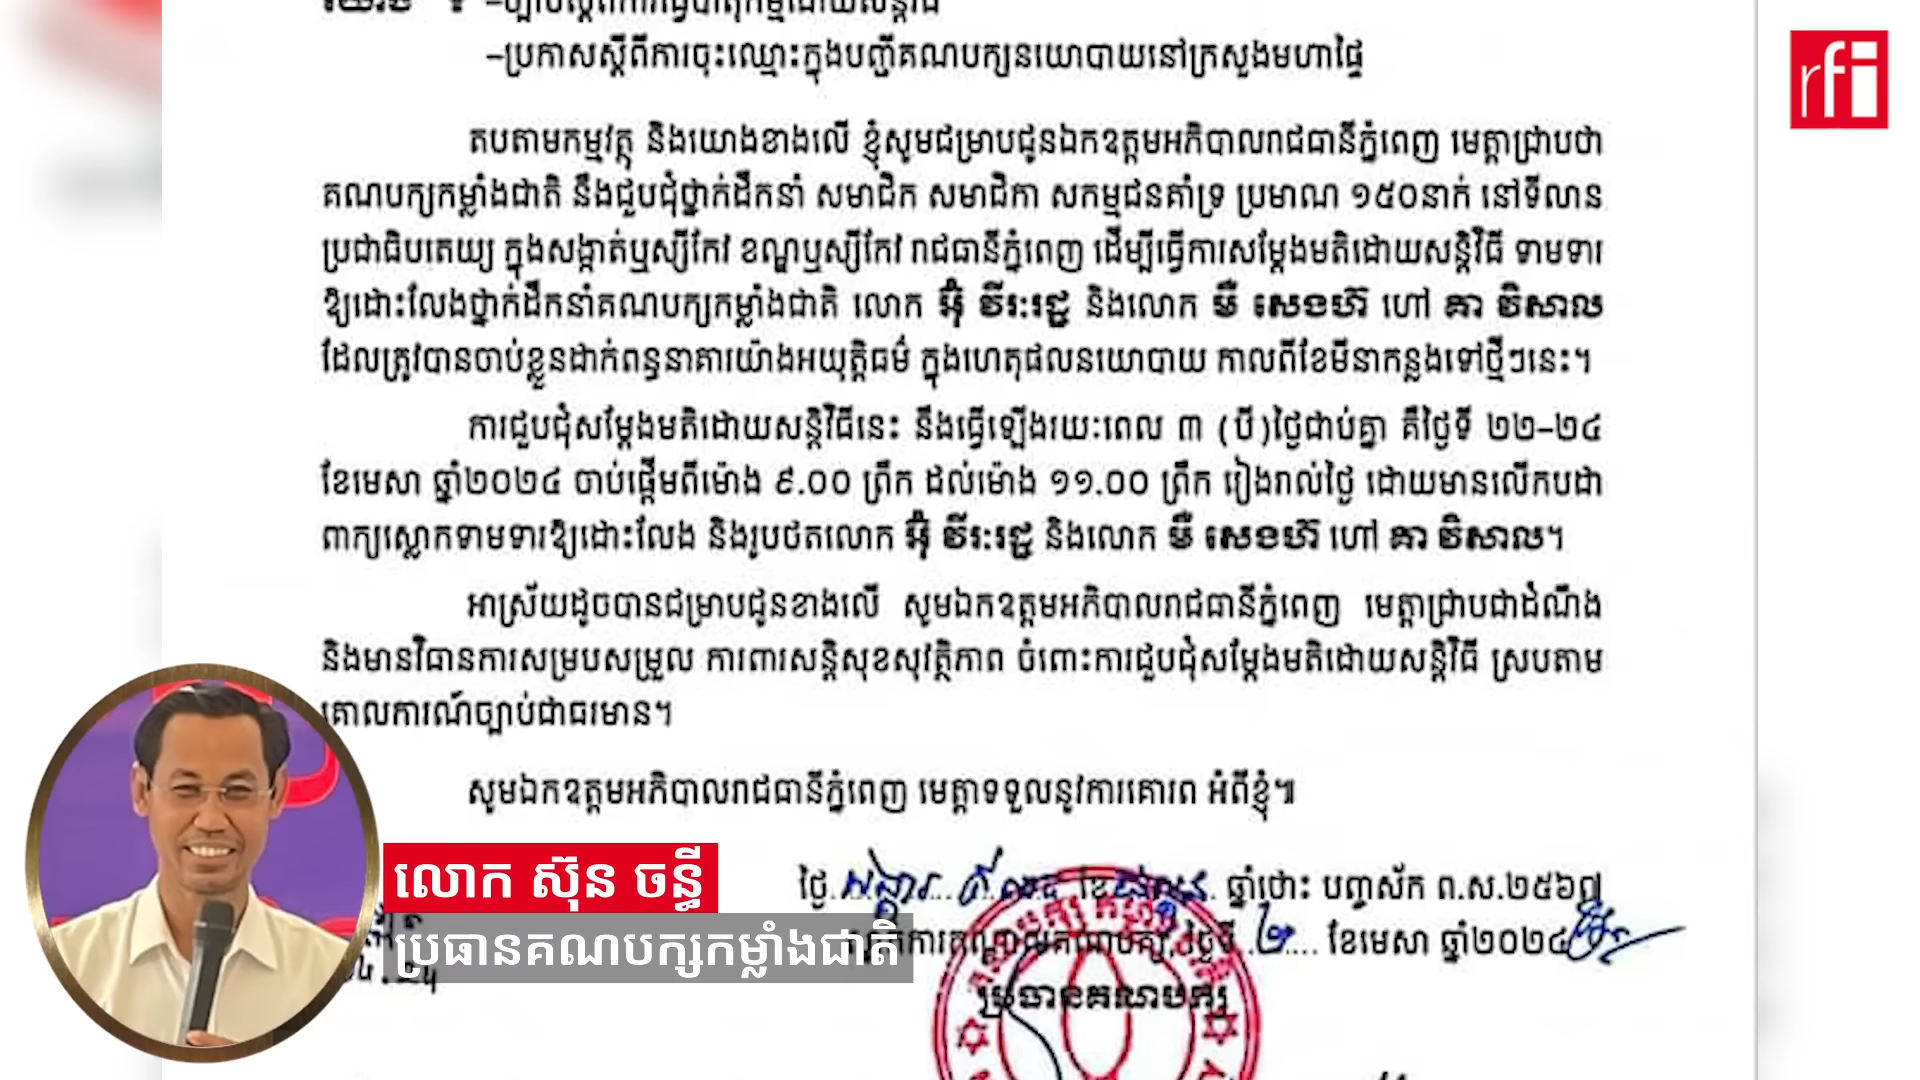 –ច្បាប់ស្តីពីការធ្វើបាតុកម្មដោយសន្តិវិធី
–ប្រកាសស្តីពីការចុះឈ្មោះក្នុងបញ្ជីគណបក្សនយោបាយនៅក្រសួងមហាផ្ទៃ
rfi
តបតាមកម្មវត្ថុ និងយោងខាងលើ ខ្ញុំសូមជម្រាបជូនឯកឧត្តមអភិបាលរាជធានីភ្នំពេញ មេត្តាជ្រាបថា
គណបក្សកម្លាំងជាតិ នឹងជួបជុំថ្នាក់ដឹកនាំ សមាជិក សមាជិកា សកម្មជនគាំទ្រ ប្រមាណ ១៥០នាក់ នៅទីលាន
ប្រជាធិបតេយ្យ ក្នុងសង្កាត់ឬស្សីកែវ ខណ្ឌឬស្សីកែវ រាជធានីភ្នំពេញ ដើម្បីធ្វើការសម្តែងមតិដោយសន្តិវិធី ទាមទារ
ឱ្យដោះលែងថ្នាក់ដឹកនាំគណបក្សកម្លាំងជាតិ លោក អ៊ុំ វីរៈរដ្ឋ និងលោក មឺ សេងហ៊ា ហៅ គា វិសាល
ដែលត្រូវបានចាប់ខ្លួនដាក់ពន្ធនាគារយ៉ាងអយុត្តិធម៌ ក្នុងហេតុផលនយោបាយ កាលពីខែមីនាកន្លងទៅថ្មីៗនេះ។
ការជួបជុំសម្តែងមតិដោយសន្តិវិធីនេះ នឹងធ្វើឡើងរយៈពេល ៣ (បី)ថ្ងៃជាប់គ្នា គឺថ្ងៃទី ២២–២៤
ខែមេសា ឆ្នាំ២០២៤ ចាប់ផ្តើមពីម៉ោង ៩.០០ ព្រឹក ដល់ម៉ោង ១១.០០ ព្រឹក រៀងរាល់ថ្ងៃ ដោយមានលើកបដា
ពាក្យស្លោកទាមទារឱ្យដោះលែង និងរូបថតលោក អ៊ុំ វីរៈរដ្ឋ និងលោក មឺ សេងហ៊ា ហៅ គា វិសាល។
អាស្រ័យដូចបានជម្រាបជូនខាងលើ សូមឯកឧត្តមអភិបាលរាជធានីភ្នំពេញ មេត្តាជ្រាបជាដំណឹង
និងមានវិធានការសម្របសម្រួល ការពារសន្តិសុខសុវត្ថិភាព ចំពោះការជួបជុំសម្តែងមតិដោយសន្តិវិធី ស្របតាម
គោលការណ៍ច្បាប់ជាធរមាន។
សូមឯកឧត្តមអភិបាលរាជធានីភ្នំពេញ មេត្តាទទួលនូវការគោរព អំពីខ្ញុំ៕
លោក ស៊ុន ចន្ធី
ប្រធានគណបក្សកម្លាំងជាតិ
ថ្ងៃ ខែ ឆ្នាំថោះ បញ្ចស័ក ព.ស.២៥៦៧
ថ្ងៃទី ២ ខែមេសា ឆ្នាំ២០២៤
ប្រធានគណបក្ស